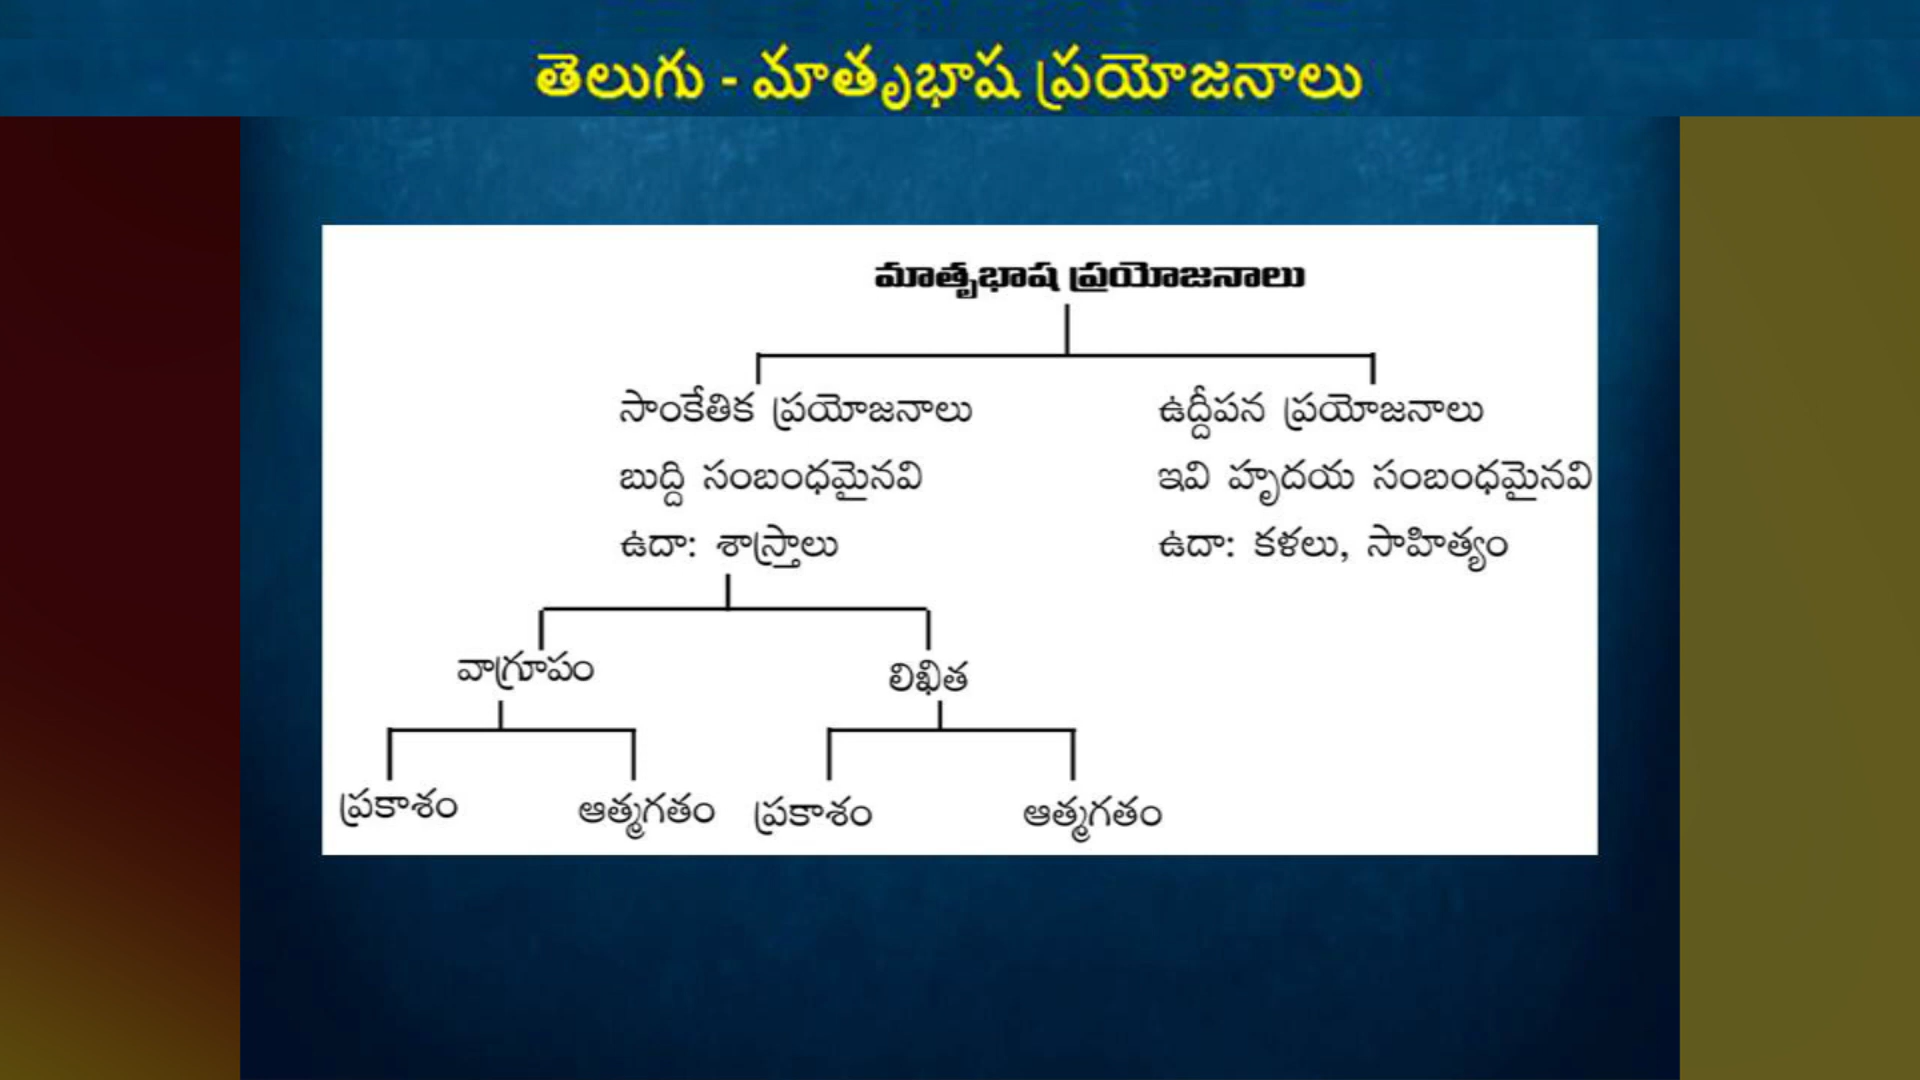 తెలుగు - మాతృభాష ప్రయోజనాలు
మాతృభాష ప్రయోజనాలు
సాంకేతిక ప్రయోజనాలు
ఉద్దీపన ప్రయోజనాలు
బుద్ది సంబంధమైనవి
ఇవి హృదయ సంబంధమైనవి
ఉదా: శాస్త్రాలు
ఉదా: కళలు, సాహిత్యం
వాగ్రూపం
లిఖిత
ప్రకాశం
ఆత్మగతం
ప్రకాశం
ఆత్మగతం